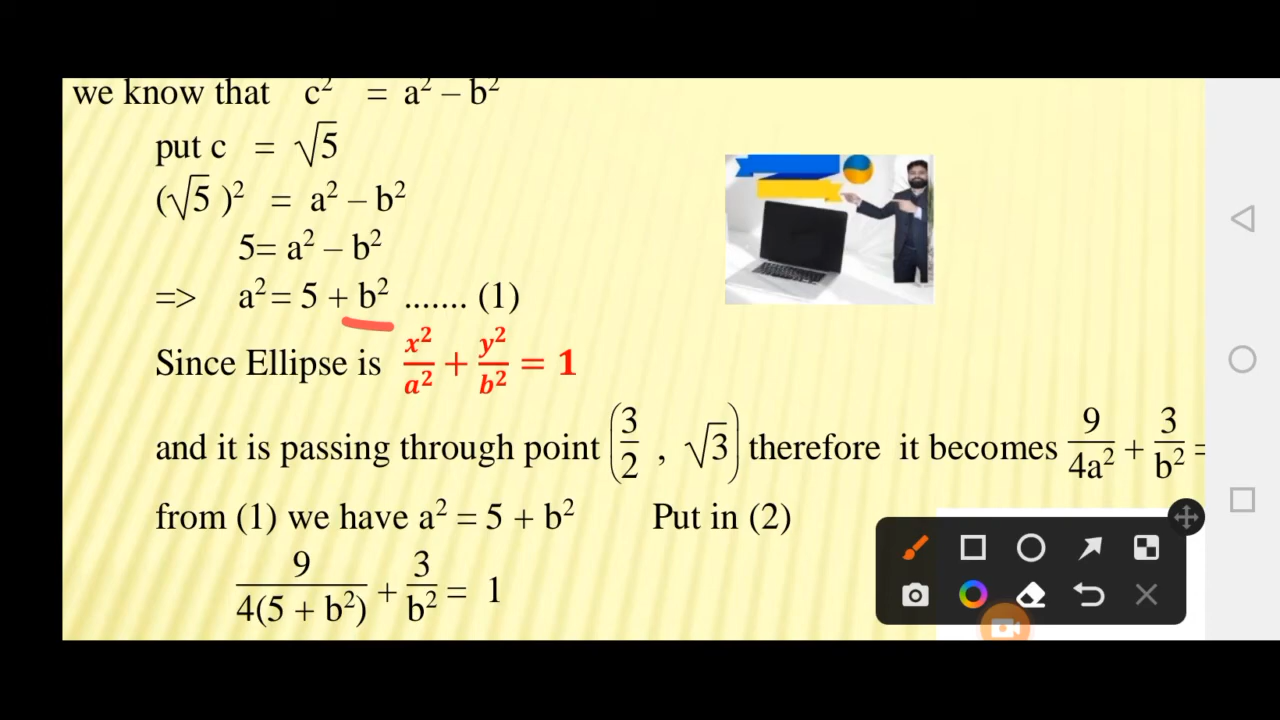 we know that c² = a² – b²
put c = √5
(√5 )² = a² – b²
5= a² – b²
=> a² = 5 + b² ....... (1)
Since Ellipse is x²/a² + y²/b² = 1
and it is passing through point (3/2 , √3) therefore it becomes 9/4a² + 3/b² =
from (1) we have a² = 5 + b² Put in (2)
9/4(5 + b²) + 3/b² = 1